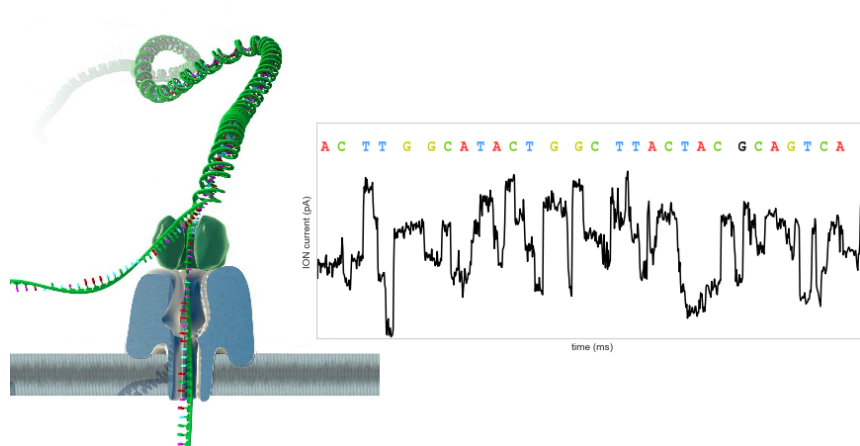 A C T T G G C A T A C T G G C T T A C T A C G C A G T C A
ION current (pA)
time (ms)